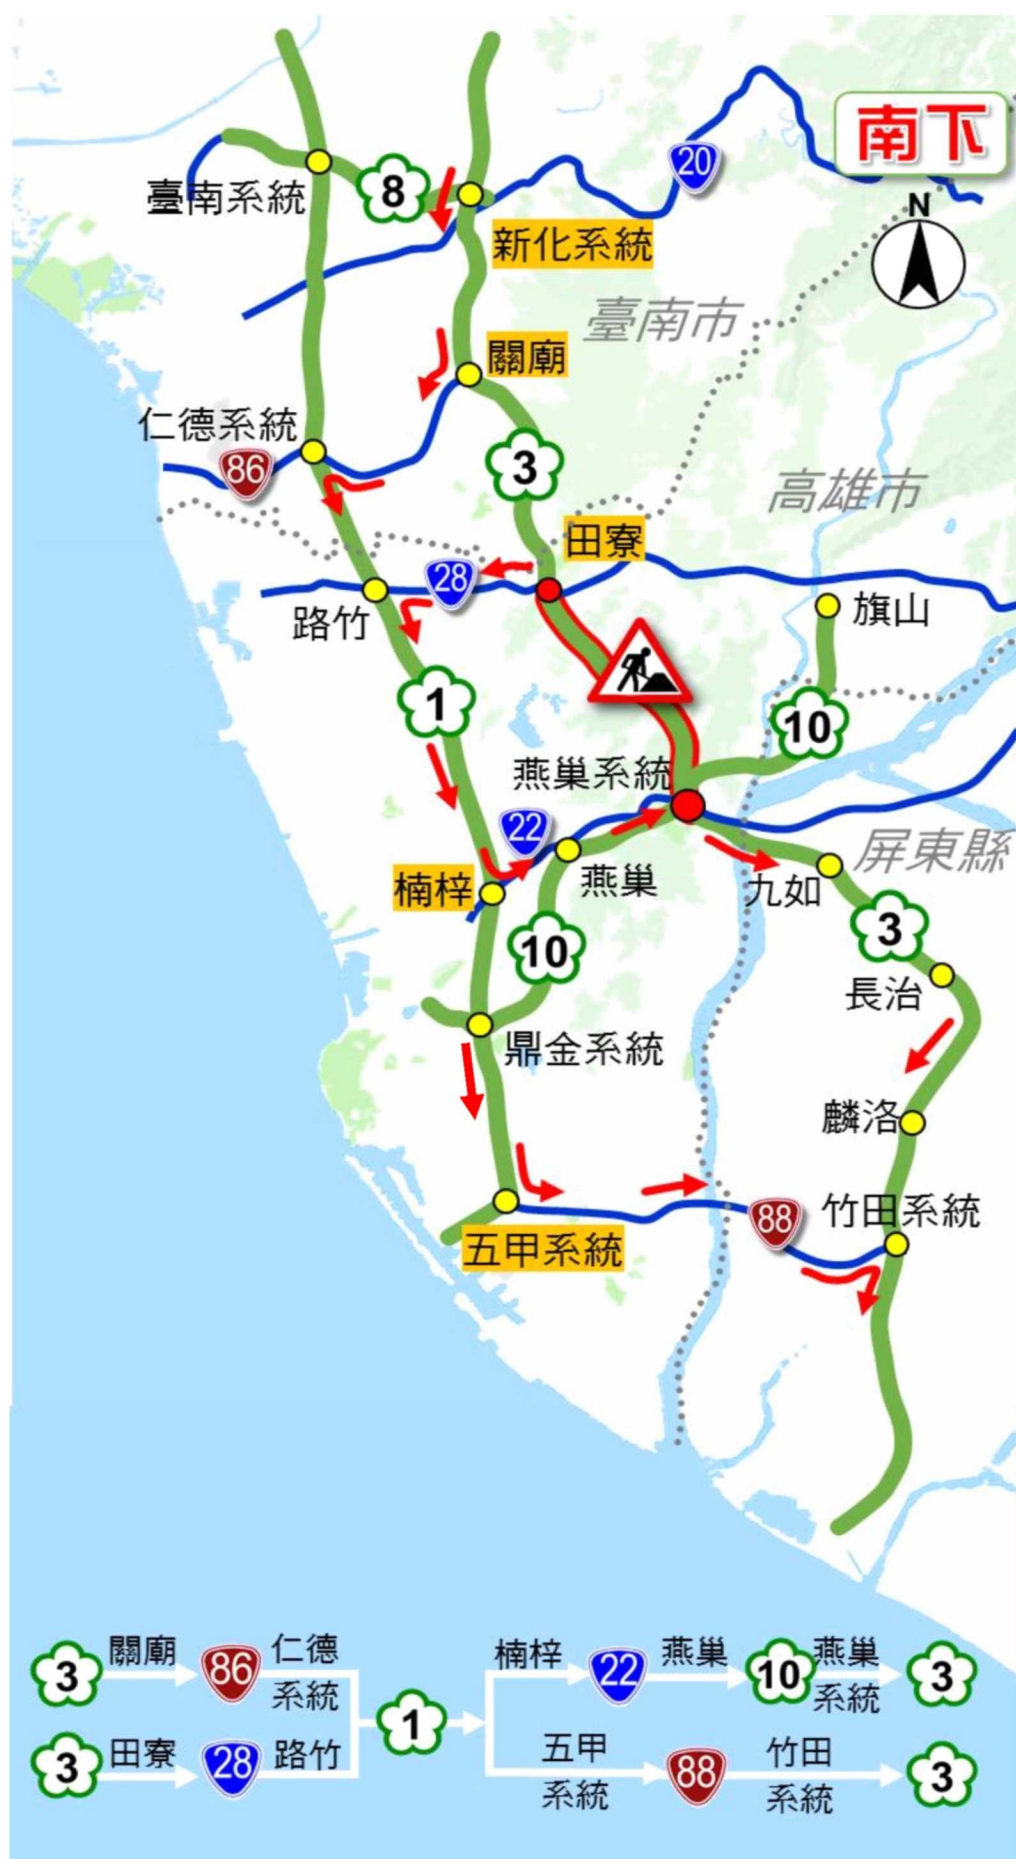 南下
20
臺南系統
8
N
新化系統
臺南市
關廟
仁德系統
86
3
高雄市
田寮
28
路竹
旗山
1
10
燕巢系統
22
屏東縣
楠梓
燕巢
九如
3
10
長治
鼎金系統
麟洛
竹田系統
88
五甲系統
3 關廟 86 仁德系統
3 田寮 28 路竹
1
楠梓 22 燕巢 10 燕巢系統 3
五甲系統 88 竹田系統 3